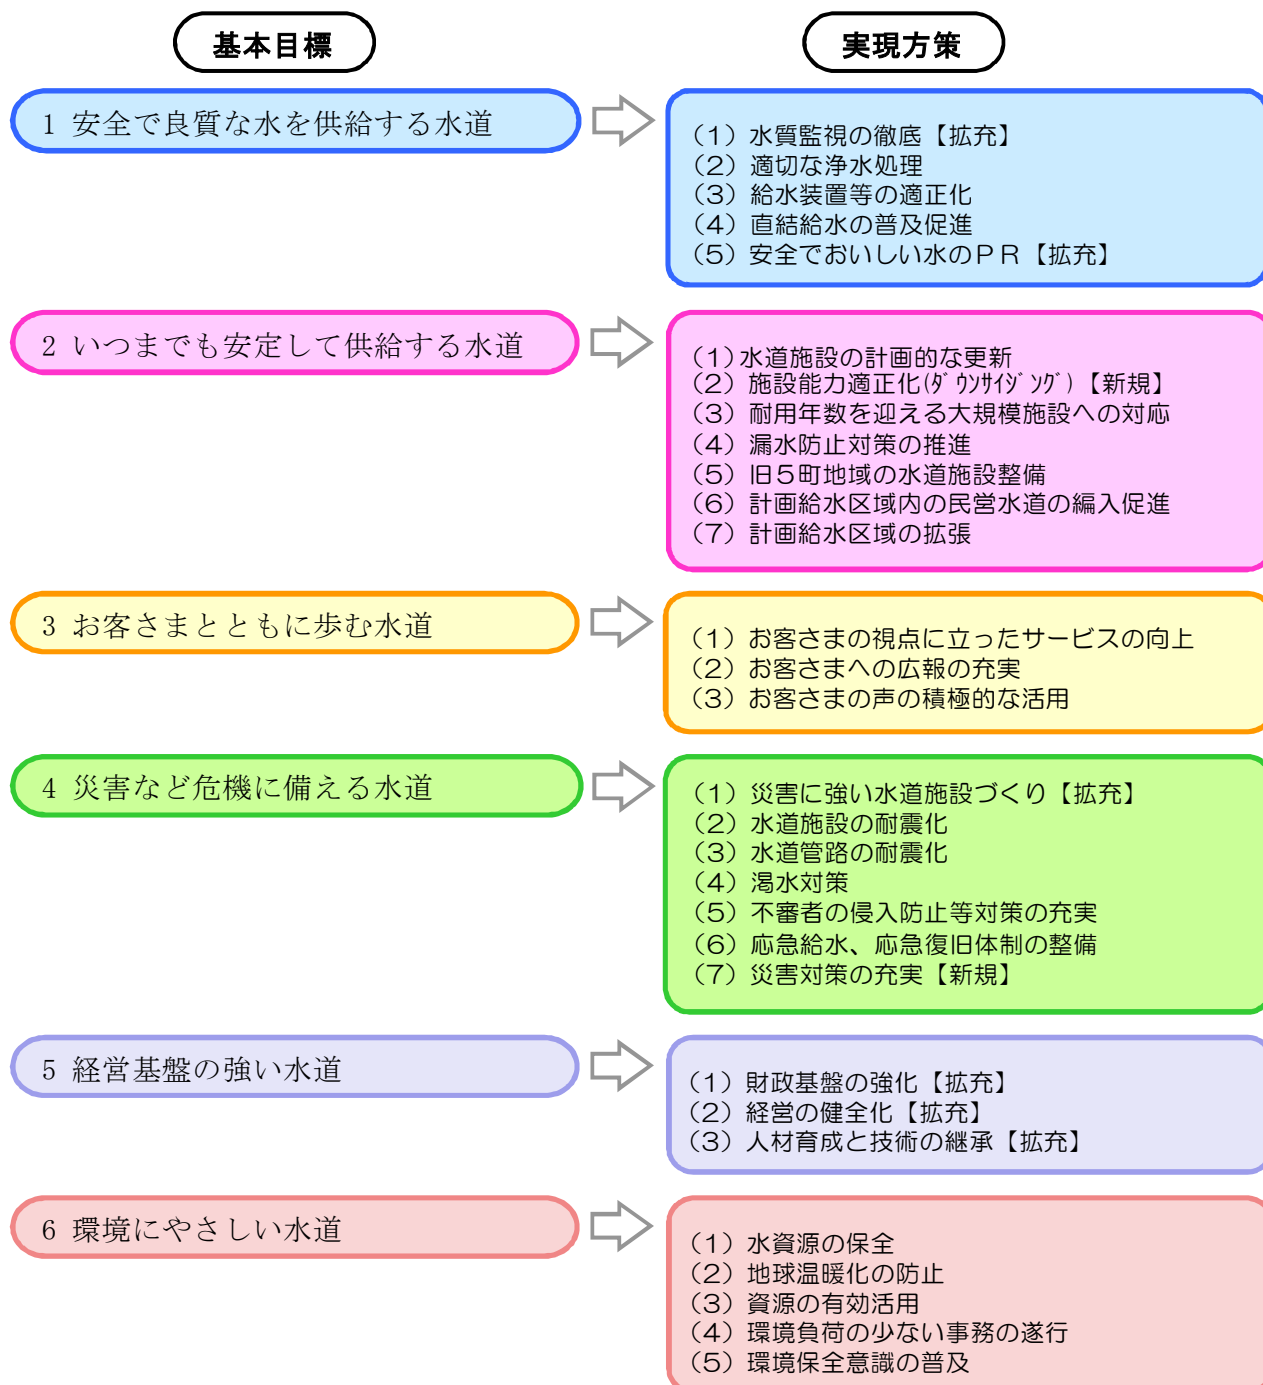 基本目標
実現方策
1 安全で良質な水を供給する水道
（1）水質監視の徹底【拡充】
（2）適切な浄水処理
（3）給水装置等の適正化
（4）直結給水の普及促進
（5）安全でおいしい水のＰＲ【拡充】
2 いつまでも安定して供給する水道
（1）水道施設の計画的な更新
（2）施設能力適正化(ﾀﾞｳﾝｻｲｼﾞﾝｸﾞ)【新規】
（3）耐用年数を迎える大規模施設への対応
（4）漏水防止対策の推進
（5）旧５町地域の水道施設整備
（6）計画給水区域内の民営水道の編入促進
（7）計画給水区域の拡張
3 お客さまとともに歩む水道
（1）お客さまの視点に立ったサービスの向上
（2）お客さまへの広報の充実
（3）お客さまの声の積極的な活用
4 災害など危機に備える水道
（1）災害に強い水道施設づくり【拡充】
（2）水道施設の耐震化
（3）水道管路の耐震化
（4）渇水対策
（5）不審者の侵入防止等対策の充実
（6）応急給水、応急復旧体制の整備
（7）災害対策の充実【新規】
5 経営基盤の強い水道
（1）財政基盤の強化【拡充】
（2）経営の健全化【拡充】
（3）人材育成と技術の継承【拡充】
6 環境にやさしい水道
（1）水資源の保全
（2）地球温暖化の防止
（3）資源の有効活用
（4）環境負荷の少ない事務の遂行
（5）環境保全意識の普及